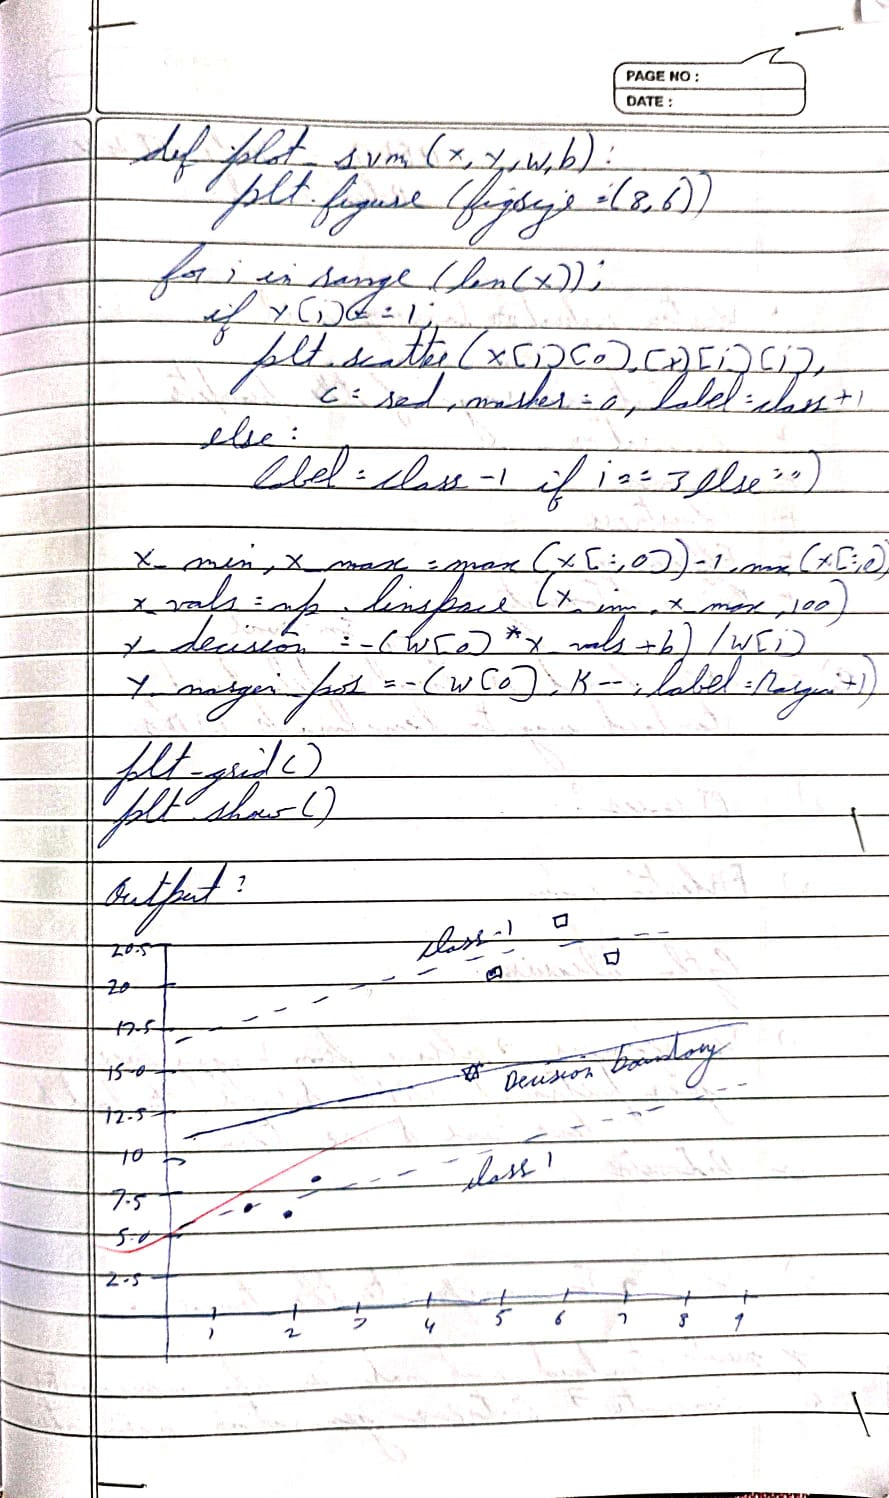 PAGE NO :
DATE :
def plot_svm (x, y, w, b) :
plt.figure (figsize =(8,6))
for i in range (len(x));
if y[i] == 1;
plt.scatter (x[i][0], [x][i][i],
c = red, marker = o, label = class +1
else :
label = class -1 if i == 3 else "")
x_min, x_max = max (x[:,0])-1, max (x[:,0)
x_vals = np.linspace (x_min, x_max, 100)
y_decision = -(w[0] * x_vals + b) / w[i]
y_margin_pos = -(w[0], K--, label = Margin +1)
plt-grid()
plt.show()
Output :
class-1
20.5
20
17.5
15.0
Decision boundary
12.5
10
class 1
7.5
5.0
2.5
1 2 3 4 5 6 7 8 9